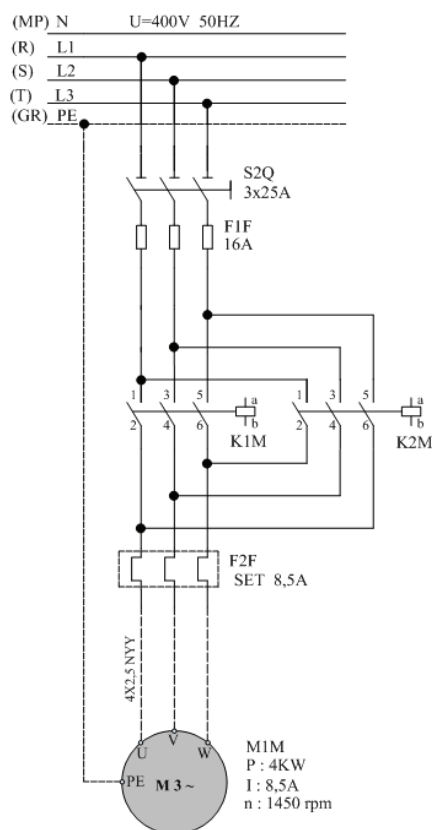 (MP) N U=400V 50HZ
(R) L1
(S) L2
(T) L3
(GR) PE
S2Q
3x25A
F1F
16A
1 3 5 a 1 3 5 a
2 4 6 b 2 4 6 b
K1M K2M
F2F
SET 8,5A
4X2,5 NYY
U V W
PE
M 3 ~
M1M
P : 4KW
I : 8,5A
n : 1450 rpm